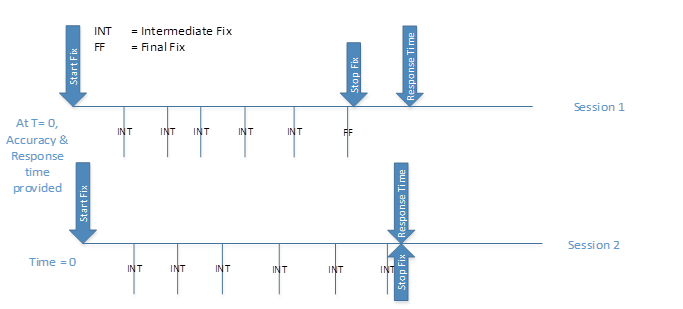 INT = Intermediate Fix
FF = Final Fix
Start Fix
Stop Fix
Response Time
Session 1
At T= 0,
Accuracy &
Response
time
provided
INT
INT
INT
INT
INT
FF
Start Fix
Response Time
Session 2
Time = 0
INT
INT
INT
INT
INT
INT
Stop Fix